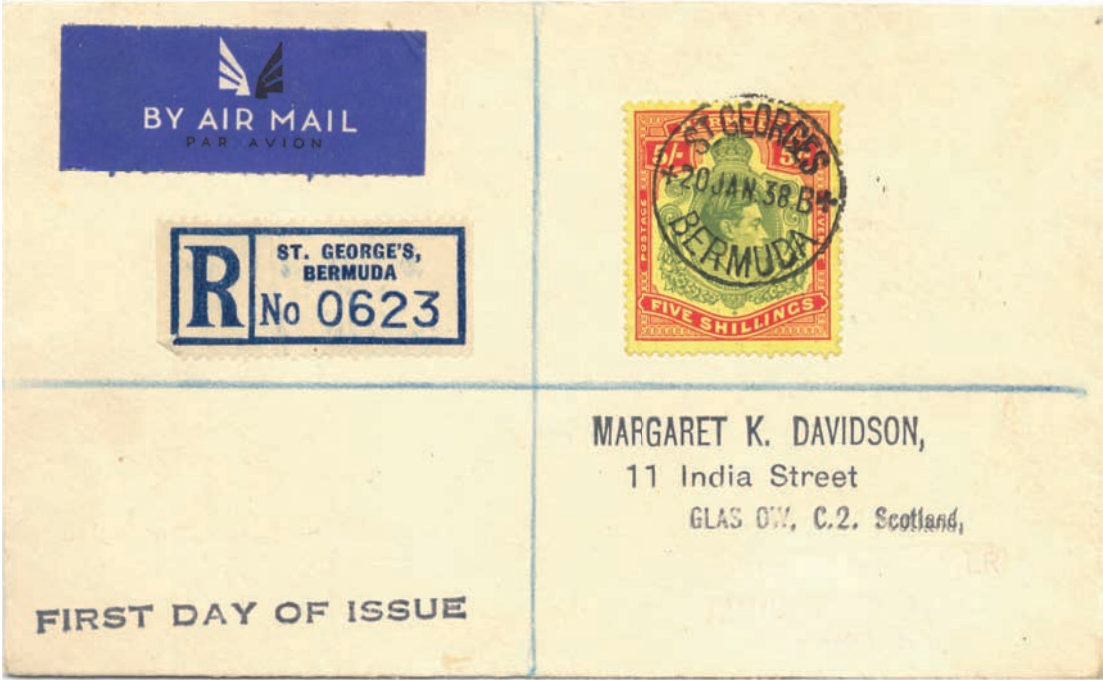 BY AIR MAIL
PAR AVION
R
ST. GEORGE'S,
BERMUDA
No 0623
ST. GEORGES
20 JAN. 38.B
BERMUDA
5/-
POSTAGE
FIVE SHILLINGS
MARGARET K. DAVIDSON,
11 India Street
GLAS OW, C.2. Scotland,
LR
FIRST DAY OF ISSUE